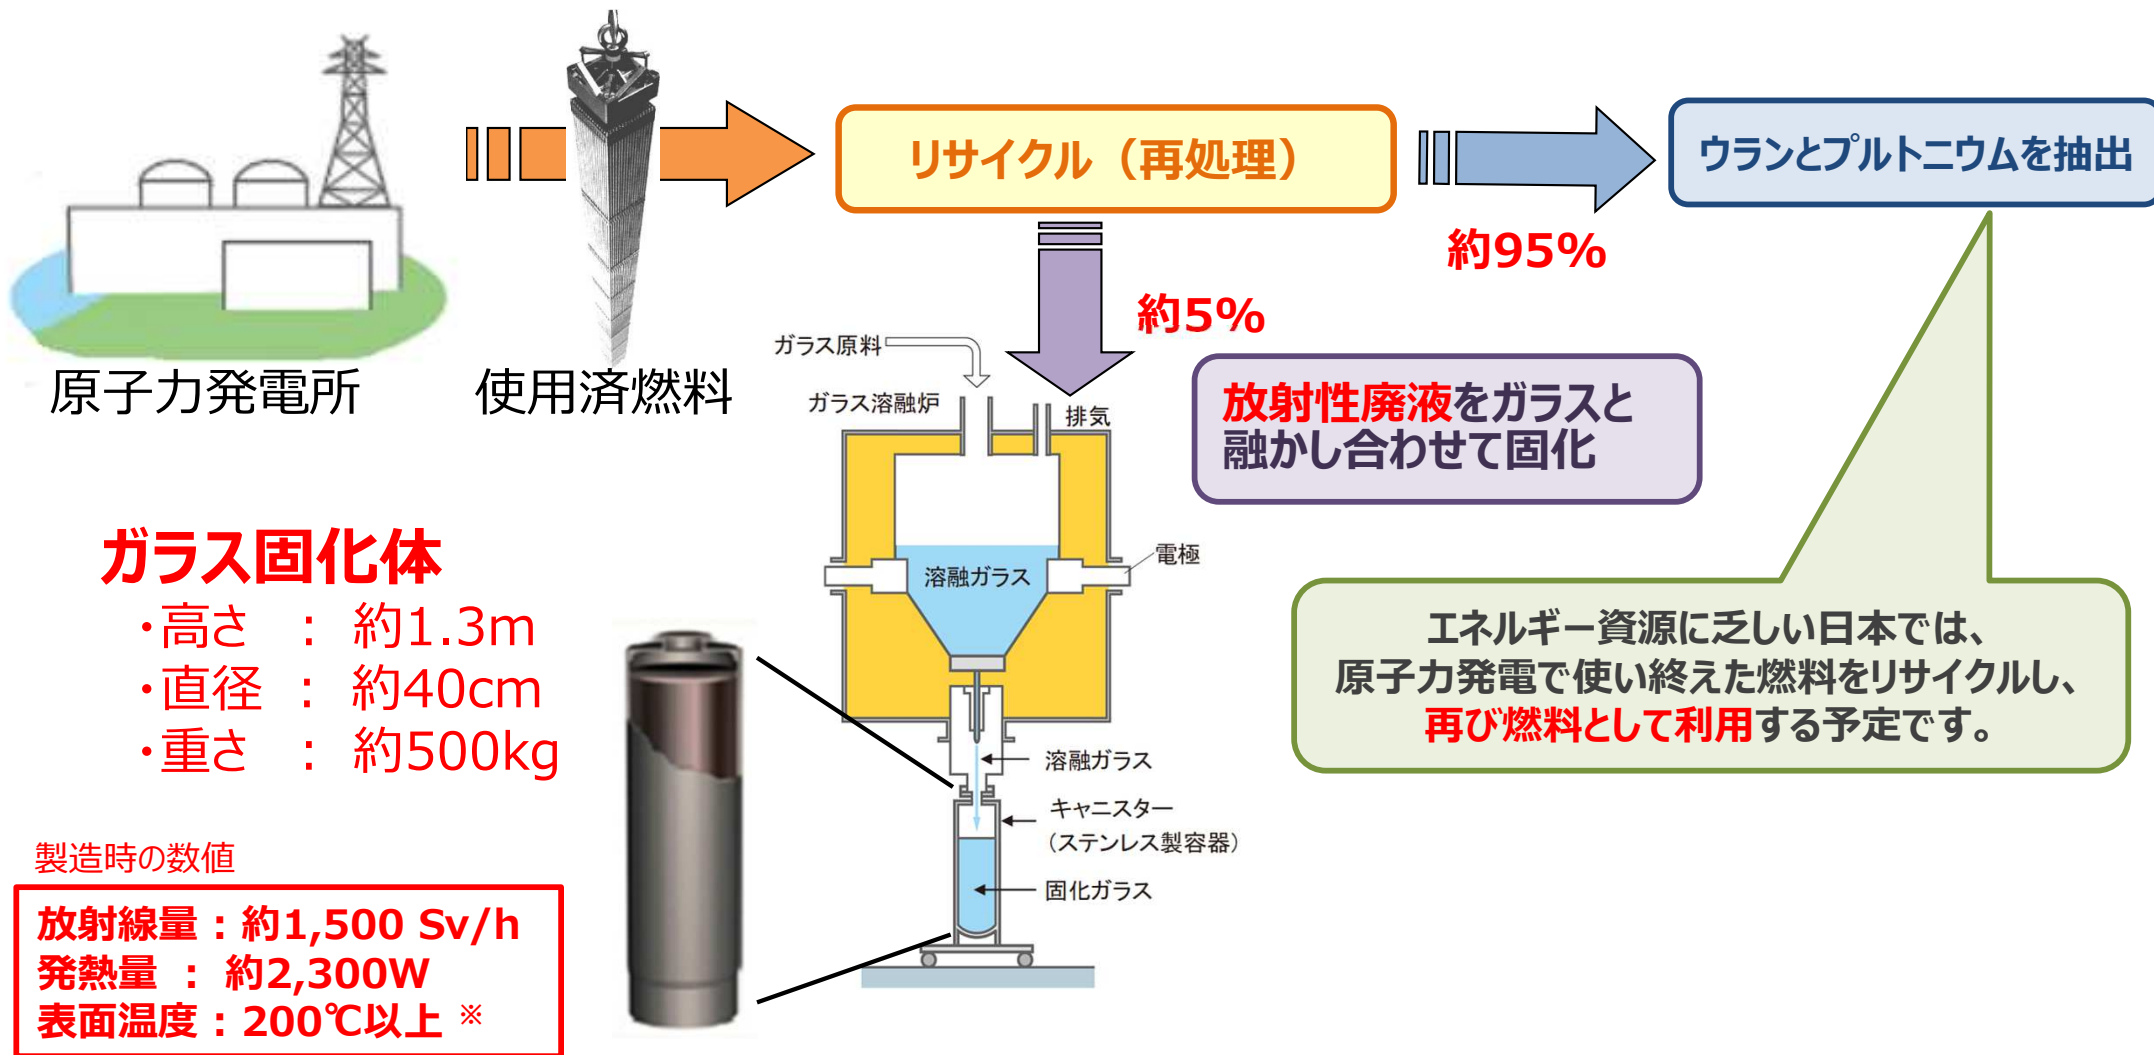 原子力発電所
使用済燃料
リサイクル（再処理）
ウランとプルトニウムを抽出
約95%
約5%
ガラス原料
ガラス溶融炉
排気
放射性廃液をガラスと
融かし合わせて固化
電極
溶融ガラス
エネルギー資源に乏しい日本では、
原子力発電で使い終えた燃料をリサイクルし、
再び燃料として利用する予定です。
ガラス固化体
・高さ ： 約1.3m
・直径 ： 約40cm
・重さ ： 約500kg
溶融ガラス
キャニスター
（ステンレス製容器）
固化ガラス
製造時の数値
放射線量：約1,500 Sv/h
発熱量 ： 約2,300W
表面温度：200℃以上 ※